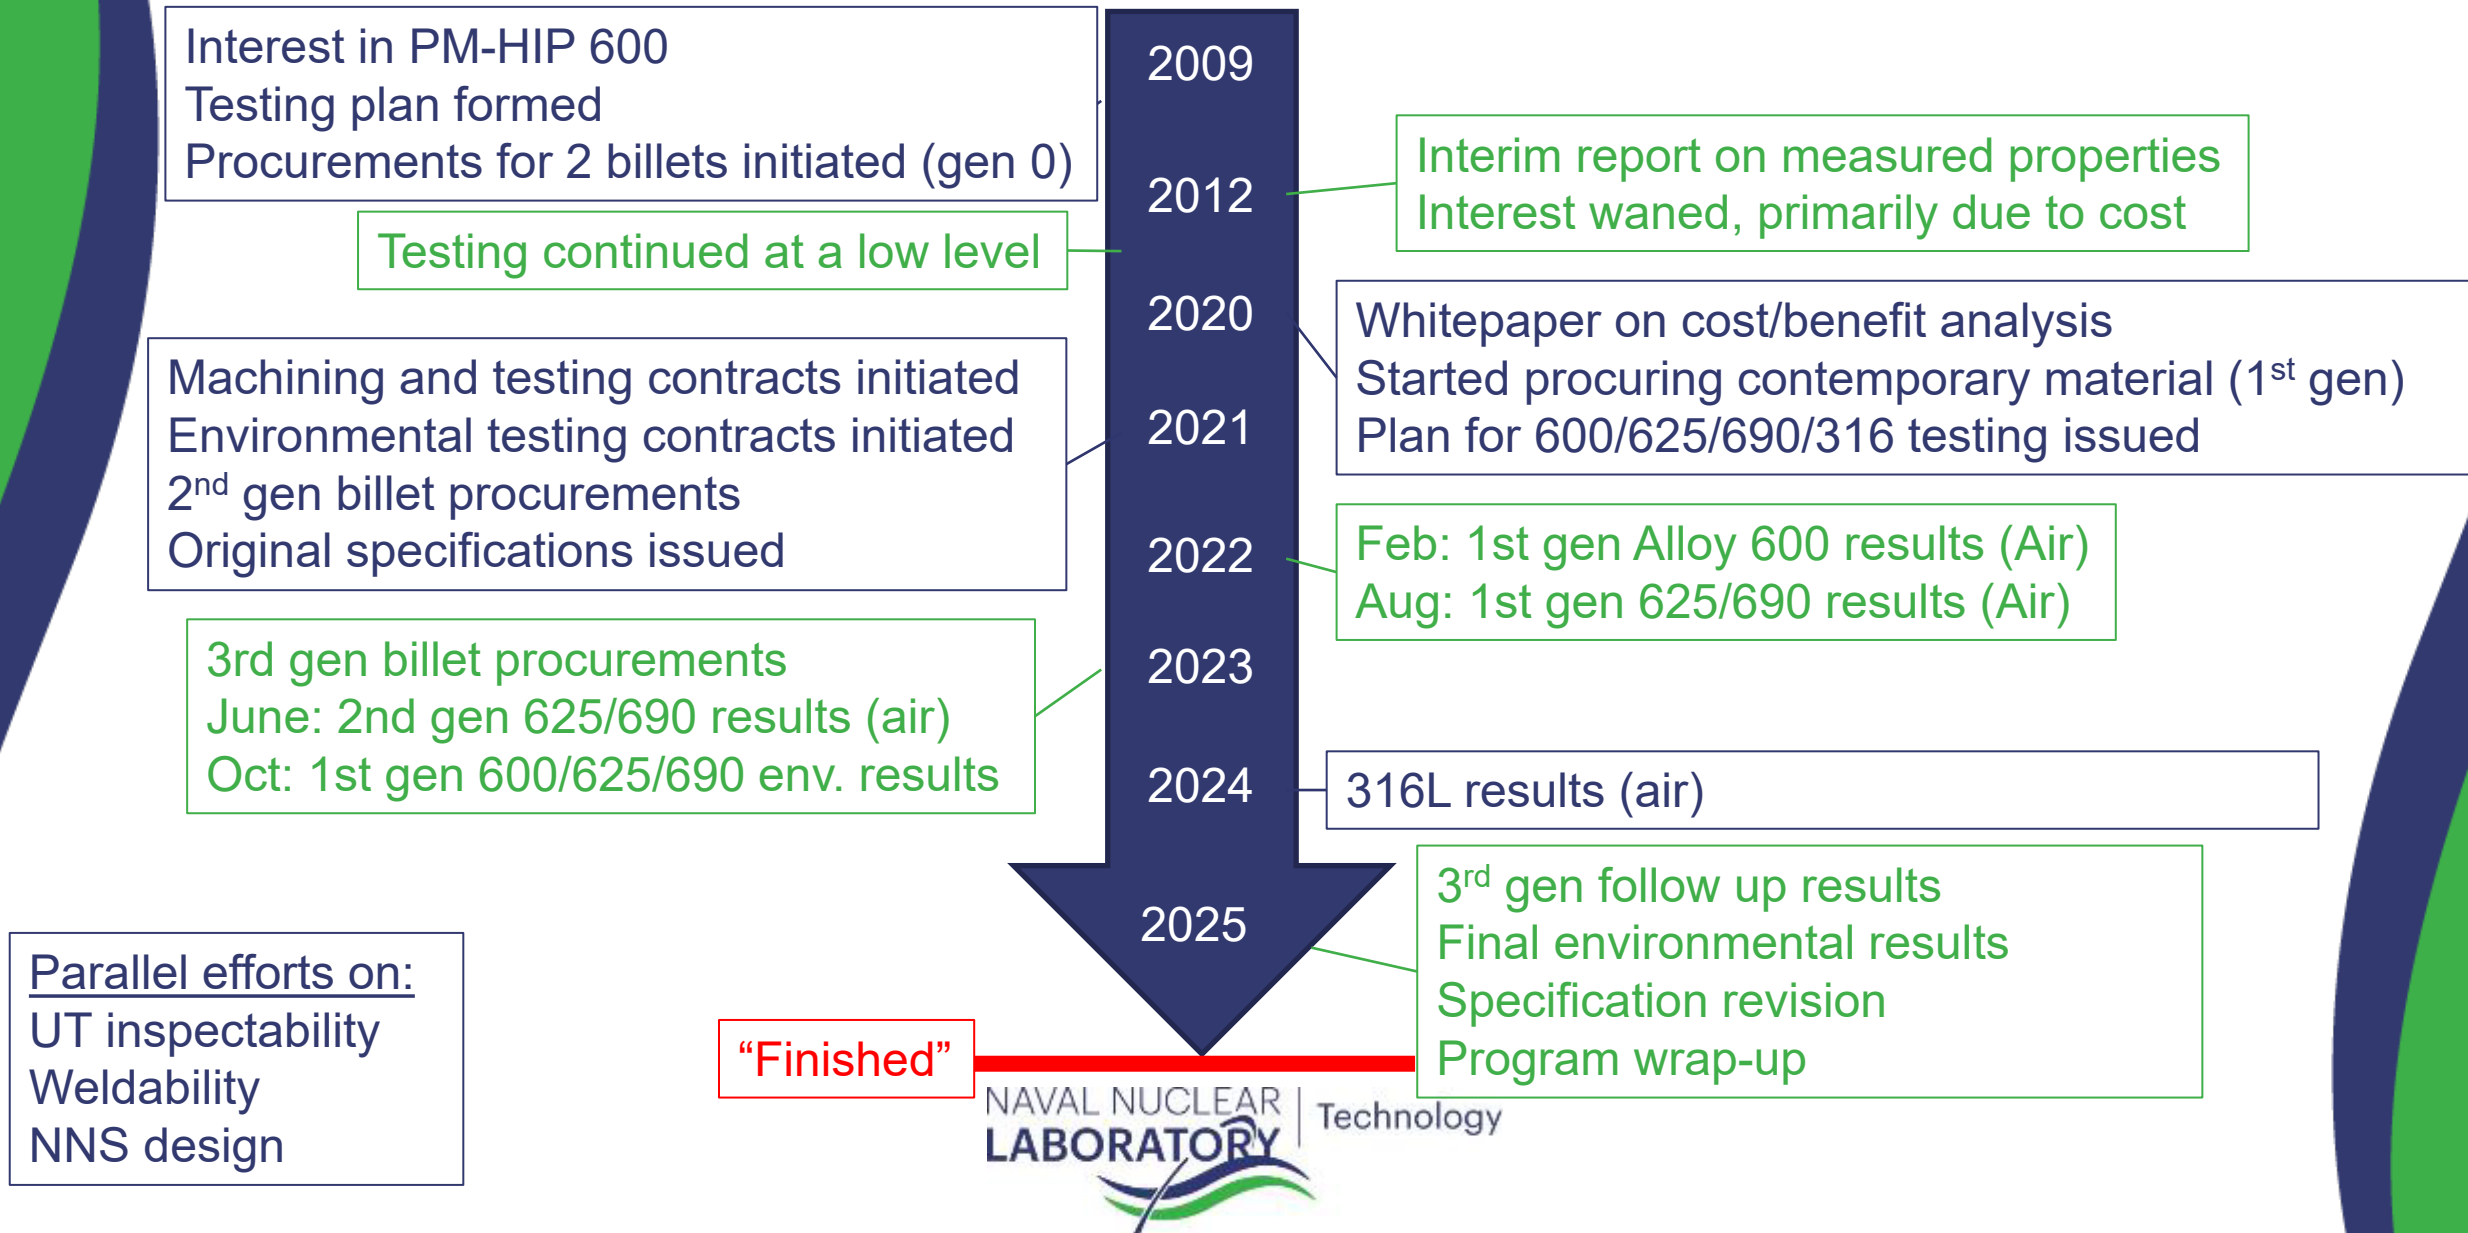 Interest in PM-HIP 600
Testing plan formed
Procurements for 2 billets initiated (gen 0)
2009
2012
Interim report on measured properties
Interest waned, primarily due to cost
Testing continued at a low level
2020
Whitepaper on cost/benefit analysis
Started procuring contemporary material (1st gen)
Plan for 600/625/690/316 testing issued
Machining and testing contracts initiated
Environmental testing contracts initiated
2nd gen billet procurements
Original specifications issued
2021
2022
Feb: 1st gen Alloy 600 results (Air)
Aug: 1st gen 625/690 results (Air)
3rd gen billet procurements
June: 2nd gen 625/690 results (air)
Oct: 1st gen 600/625/690 env. results
2023
2024
316L results (air)
2025
3rd gen follow up results
Final environmental results
Specification revision
Program wrap-up
Parallel efforts on:
UT inspectability
Weldability
NNS design
“Finished”
NAVAL NUCLEAR
LABORATORY
Technology